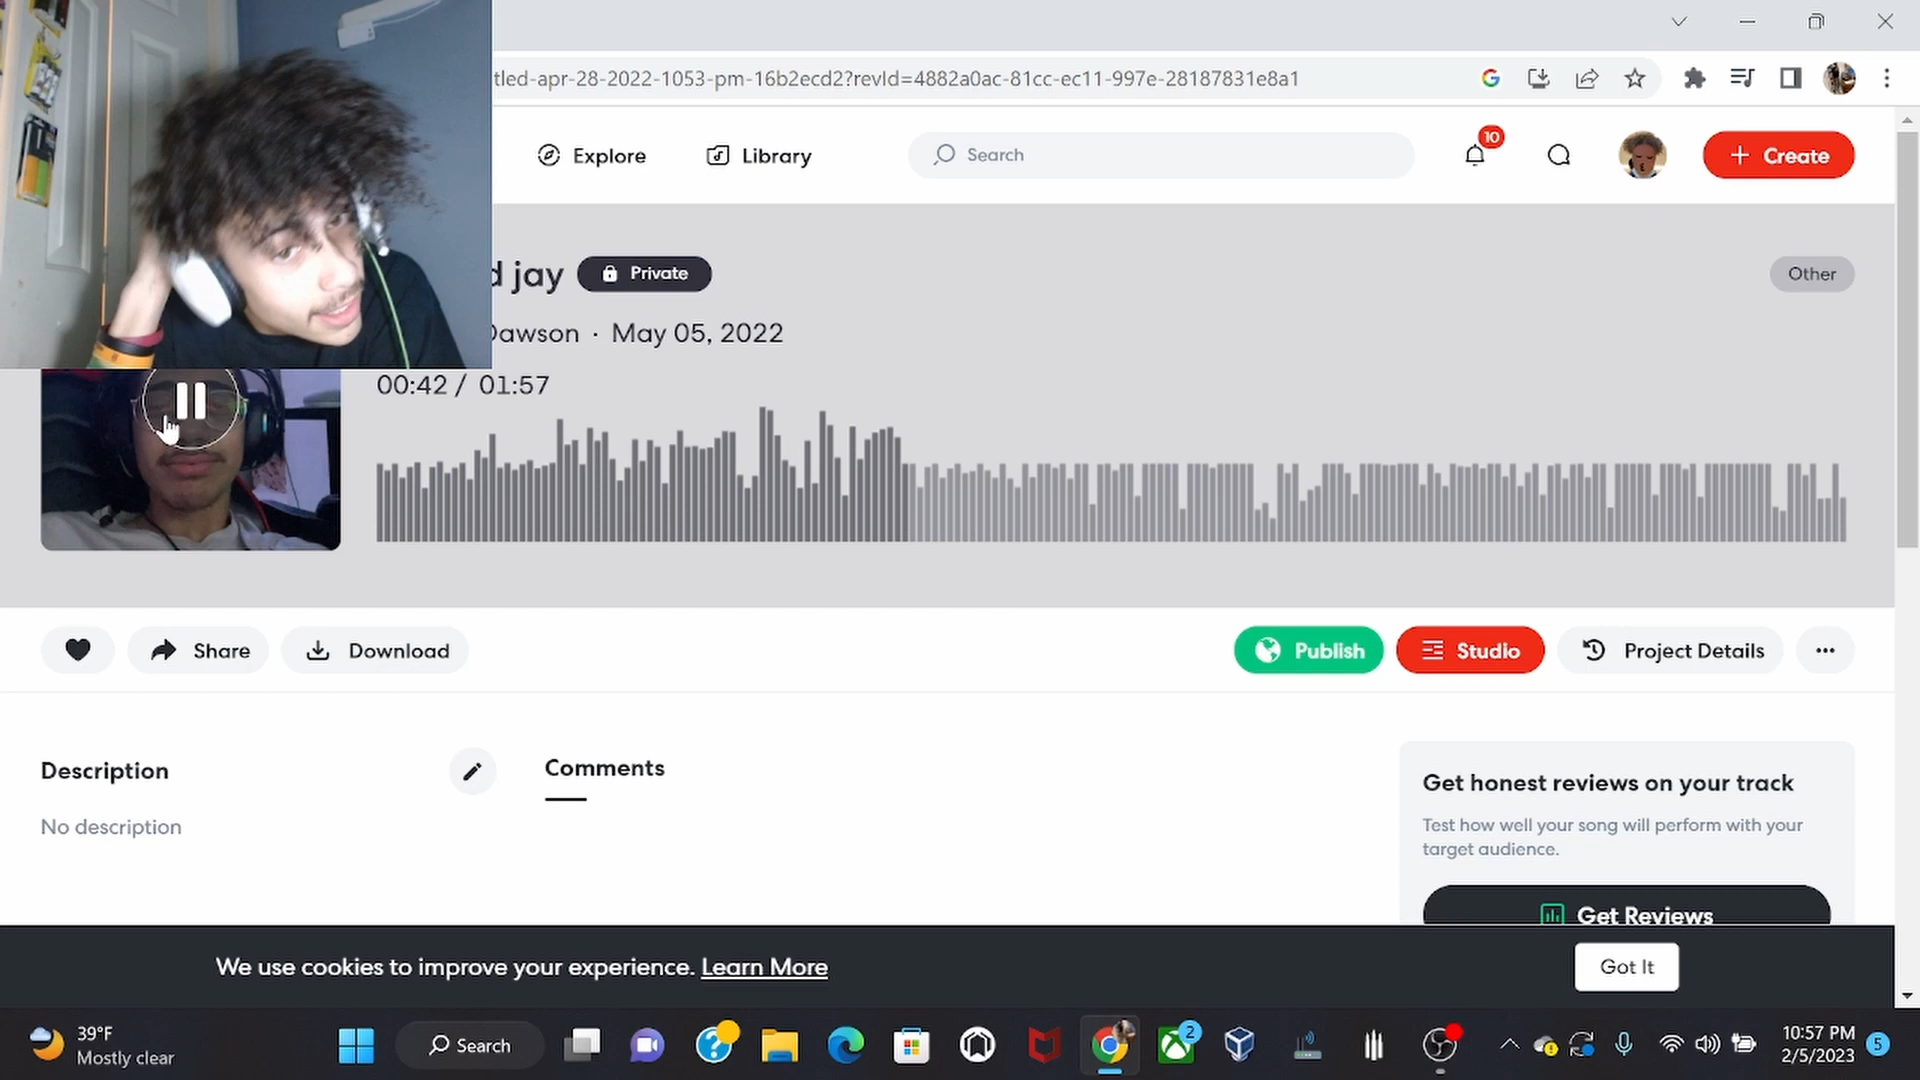 tled-apr-28-2022-1053-pm-16b2ecd2?revId=4882a0ac-81cc-ec11-997e-28187831e8a1
Explore
Library
Search
10
Create
d jay
Private
Other
Dawson · May 05, 2022
00:42 / 01:57
Share
Download
Publish
Studio
Project Details
Description
Comments
No description
Get honest reviews on your track
Test how well your song will perform with your
target audience.
Get Reviews
We use cookies to improve your experience. Learn More
Got It
39°F
Mostly clear
Search
2
10:57 PM
2/5/2023
5